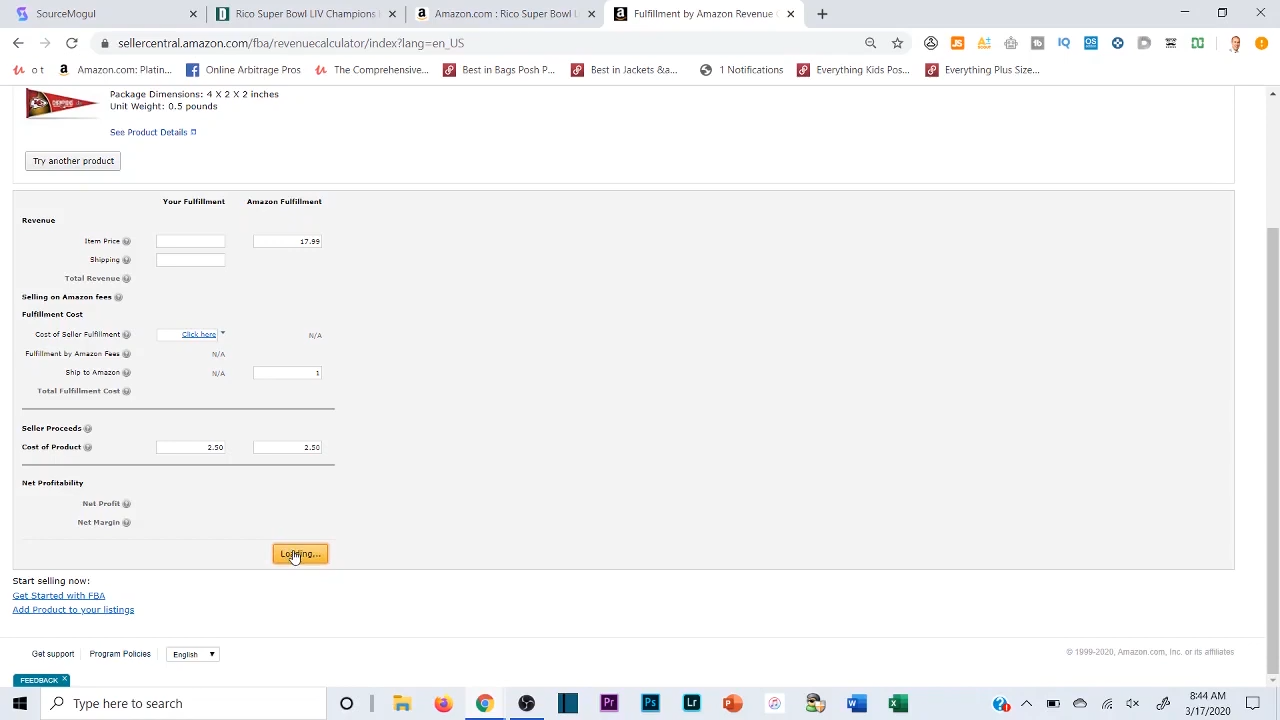 SourceMogul
Rico Super Bowl LIV Champions
Amazon.com : Rico Super Bowl L
Fulfillment by Amazon Revenue C
sellercentral.amazon.com/fba/revenuecalculator/index?lang=en_US
o t
Amazon.com: Platin...
Online Arbitrage Pros
The Comprehensive...
Best in Bags Posh P...
Best in Jackets &a...
1 Notifications
Everything Kids Pos...
Everything Plus Size...
Package Dimensions: 4 X 2 X 2 inches
Unit Weight: 0.5 pounds
See Product Details
Try another product
Your Fulfillment Amazon Fulfillment
Revenue
Item Price 17.99
Shipping
Total Revenue
Selling on Amazon fees
Fulfillment Cost
Cost of Seller Fulfillment Click here N/A
Fulfillment by Amazon Fees N/A
Ship to Amazon N/A 1
Total Fulfillment Cost
Seller Proceeds
Cost of Product 2.50 2.50
Net Profitability
Net Profit
Net Margin
Loading...
Start selling now:
Get Started with FBA
Add Product to your listings
Get support Program Policies English
© 1999-2020, Amazon.com, Inc. or its affiliates
FEEDBACK
Type here to search
8:44 AM
3/17/2020